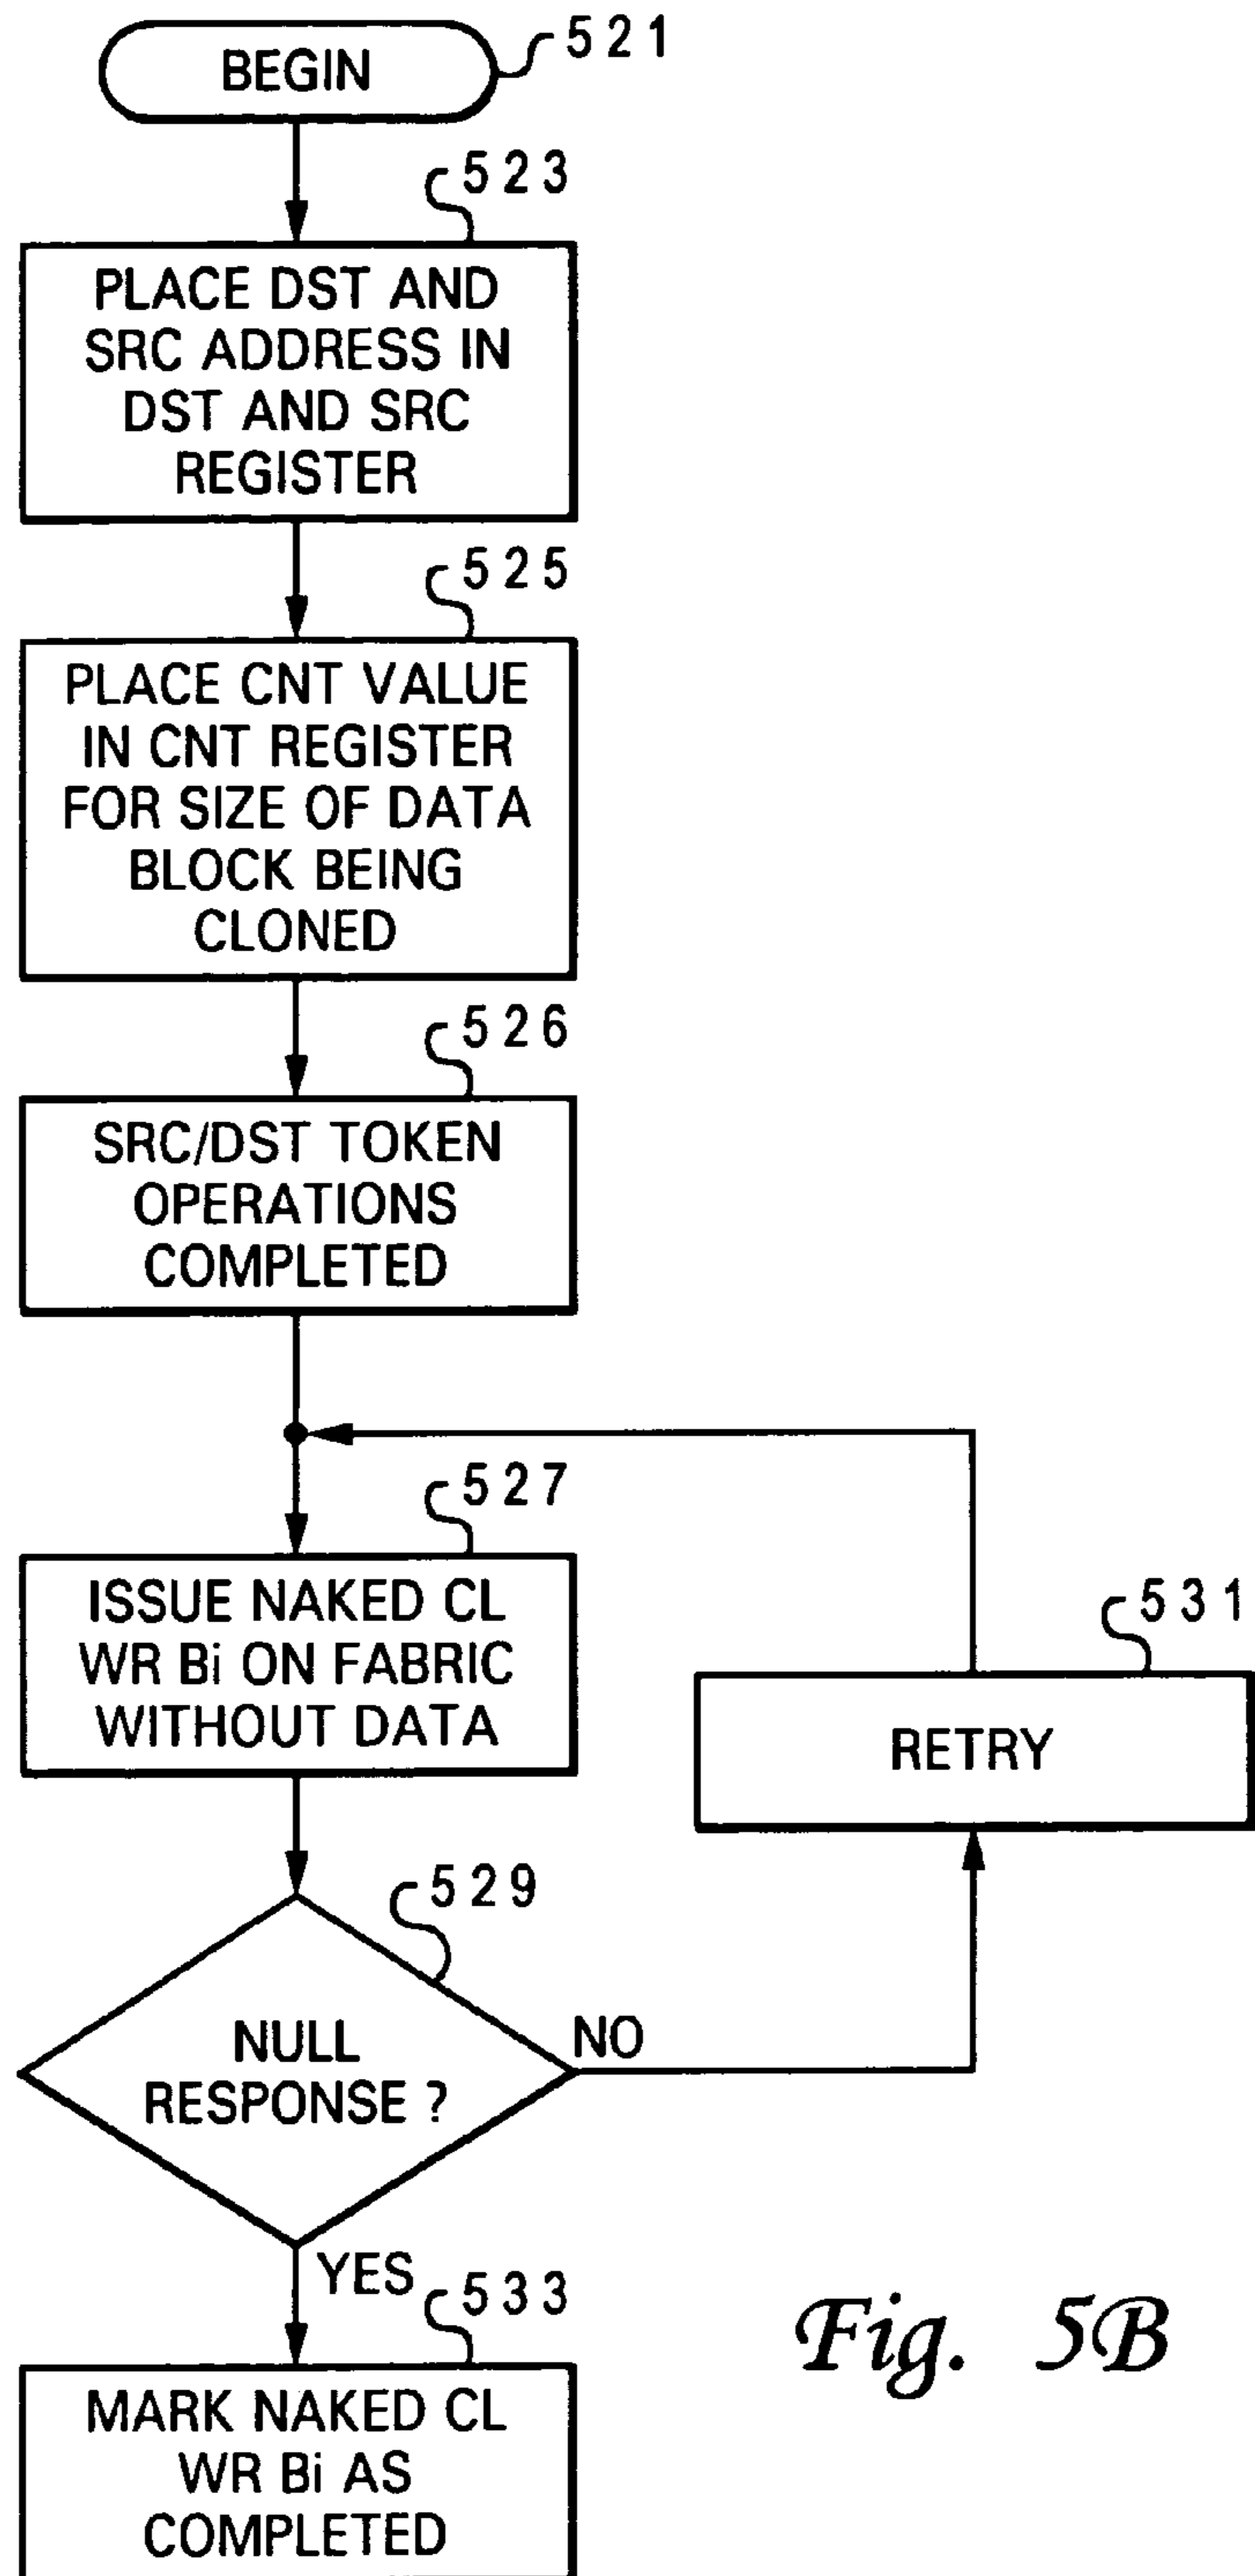 BEGIN
521
523
PLACE DST AND
SRC ADDRESS IN
DST AND SRC
REGISTER
525
PLACE CNT VALUE
IN CNT REGISTER
FOR SIZE OF DATA
BLOCK BEING
CLONED
526
SRC/DST TOKEN
OPERATIONS
COMPLETED
527
ISSUE NAKED CL
WR Bi ON FABRIC
WITHOUT DATA
531
RETRY
529
NULL
RESPONSE ?
NO
YES
533
MARK NAKED CL
WR Bi AS
COMPLETED
Fig. 5B